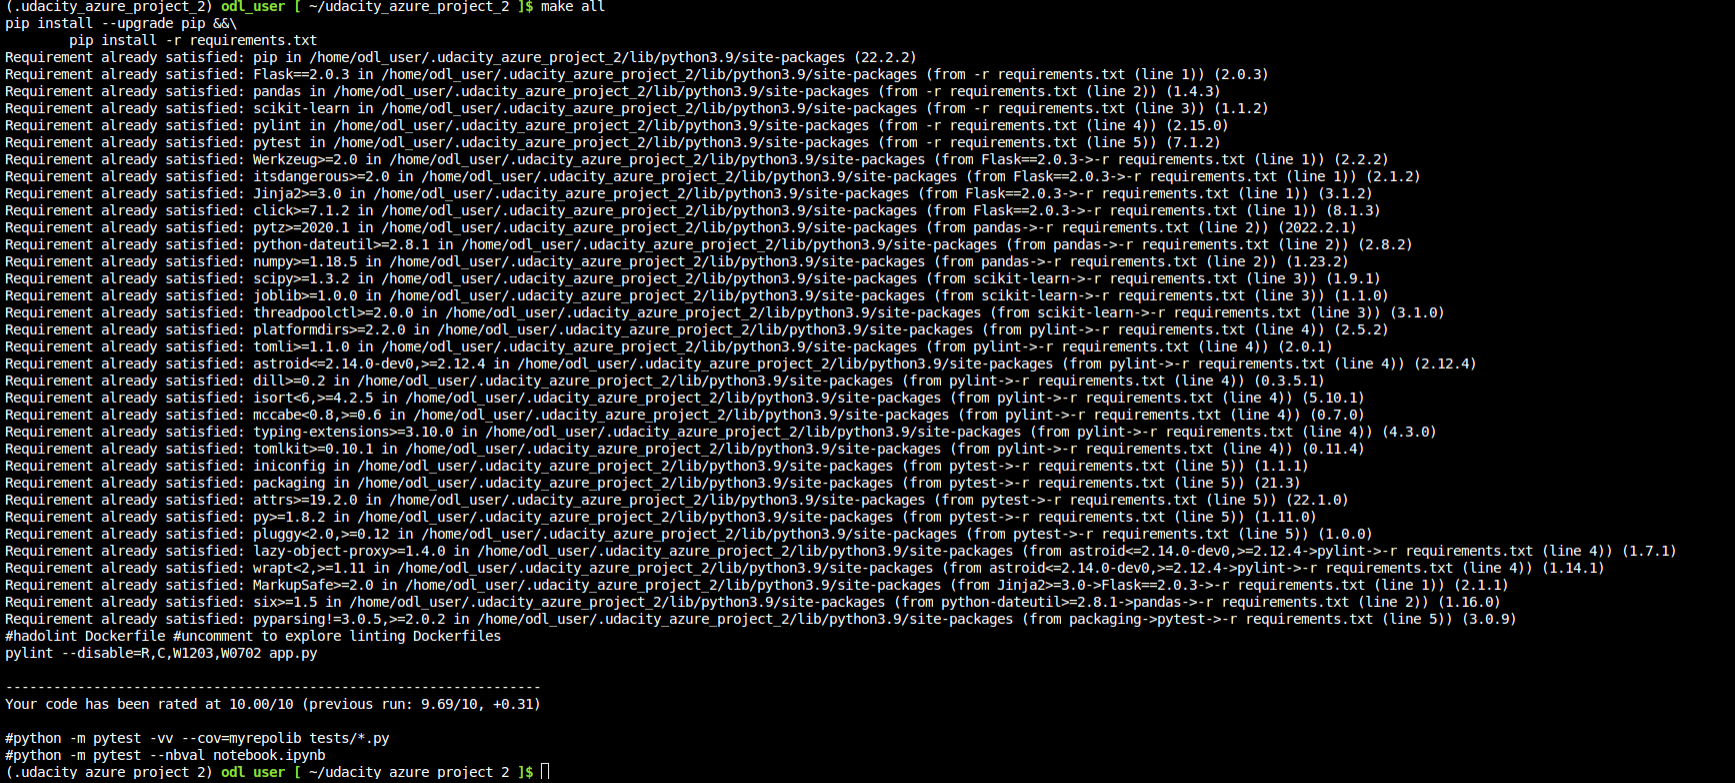 (.udacity_azure_project_2) odl_user [ ~/udacity_azure_project_2 ]$ make all
pip install --upgrade pip &&\
        pip install -r requirements.txt
Requirement already satisfied: pip in /home/odl_user/.udacity_azure_project_2/lib/python3.9/site-packages (22.2.2)
Requirement already satisfied: Flask==2.0.3 in /home/odl_user/.udacity_azure_project_2/lib/python3.9/site-packages (from -r requirements.txt (line 1)) (2.0.3)
Requirement already satisfied: pandas in /home/odl_user/.udacity_azure_project_2/lib/python3.9/site-packages (from -r requirements.txt (line 2)) (1.4.3)
Requirement already satisfied: scikit-learn in /home/odl_user/.udacity_azure_project_2/lib/python3.9/site-packages (from -r requirements.txt (line 3)) (1.1.2)
Requirement already satisfied: pylint in /home/odl_user/.udacity_azure_project_2/lib/python3.9/site-packages (from -r requirements.txt (line 4)) (2.15.0)
Requirement already satisfied: pytest in /home/odl_user/.udacity_azure_project_2/lib/python3.9/site-packages (from -r requirements.txt (line 5)) (7.1.2)
Requirement already satisfied: Werkzeug>=2.0 in /home/odl_user/.udacity_azure_project_2/lib/python3.9/site-packages (from Flask==2.0.3->-r requirements.txt (line 1)) (2.2.2)
Requirement already satisfied: itsdangerous>=2.0 in /home/odl_user/.udacity_azure_project_2/lib/python3.9/site-packages (from Flask==2.0.3->-r requirements.txt (line 1)) (2.1.2)
Requirement already satisfied: Jinja2>=3.0 in /home/odl_user/.udacity_azure_project_2/lib/python3.9/site-packages (from Flask==2.0.3->-r requirements.txt (line 1)) (3.1.2)
Requirement already satisfied: click>=7.1.2 in /home/odl_user/.udacity_azure_project_2/lib/python3.9/site-packages (from Flask==2.0.3->-r requirements.txt (line 1)) (8.1.3)
Requirement already satisfied: pytz>=2020.1 in /home/odl_user/.udacity_azure_project_2/lib/python3.9/site-packages (from pandas->-r requirements.txt (line 2)) (2022.2.1)
Requirement already satisfied: python-dateutil>=2.8.1 in /home/odl_user/.udacity_azure_project_2/lib/python3.9/site-packages (from pandas->-r requirements.txt (line 2)) (2.8.2)
Requirement already satisfied: numpy>=1.18.5 in /home/odl_user/.udacity_azure_project_2/lib/python3.9/site-packages (from pandas->-r requirements.txt (line 2)) (1.23.2)
Requirement already satisfied: scipy>=1.3.2 in /home/odl_user/.udacity_azure_project_2/lib/python3.9/site-packages (from scikit-learn->-r requirements.txt (line 3)) (1.9.1)
Requirement already satisfied: joblib>=1.0.0 in /home/odl_user/.udacity_azure_project_2/lib/python3.9/site-packages (from scikit-learn->-r requirements.txt (line 3)) (1.1.0)
Requirement already satisfied: threadpoolctl>=2.0.0 in /home/odl_user/.udacity_azure_project_2/lib/python3.9/site-packages (from scikit-learn->-r requirements.txt (line 3)) (3.1.0)
Requirement already satisfied: platformdirs>=2.2.0 in /home/odl_user/.udacity_azure_project_2/lib/python3.9/site-packages (from pylint->-r requirements.txt (line 4)) (2.5.2)
Requirement already satisfied: tomli>=1.1.0 in /home/odl_user/.udacity_azure_project_2/lib/python3.9/site-packages (from pylint->-r requirements.txt (line 4)) (2.0.1)
Requirement already satisfied: astroid<=2.14.0-dev0,>=2.12.4 in /home/odl_user/.udacity_azure_project_2/lib/python3.9/site-packages (from pylint->-r requirements.txt (line 4)) (2.12.4)
Requirement already satisfied: dill>=0.2 in /home/odl_user/.udacity_azure_project_2/lib/python3.9/site-packages (from pylint->-r requirements.txt (line 4)) (0.3.5.1)
Requirement already satisfied: isort<6,>=4.2.5 in /home/odl_user/.udacity_azure_project_2/lib/python3.9/site-packages (from pylint->-r requirements.txt (line 4)) (5.10.1)
Requirement already satisfied: mccabe<0.8,>=0.6 in /home/odl_user/.udacity_azure_project_2/lib/python3.9/site-packages (from pylint->-r requirements.txt (line 4)) (0.7.0)
Requirement already satisfied: typing-extensions>=3.10.0 in /home/odl_user/.udacity_azure_project_2/lib/python3.9/site-packages (from pylint->-r requirements.txt (line 4)) (4.3.0)
Requirement already satisfied: tomlkit>=0.10.1 in /home/odl_user/.udacity_azure_project_2/lib/python3.9/site-packages (from pylint->-r requirements.txt (line 4)) (0.11.4)
Requirement already satisfied: iniconfig in /home/odl_user/.udacity_azure_project_2/lib/python3.9/site-packages (from pytest->-r requirements.txt (line 5)) (1.1.1)
Requirement already satisfied: packaging in /home/odl_user/.udacity_azure_project_2/lib/python3.9/site-packages (from pytest->-r requirements.txt (line 5)) (21.3)
Requirement already satisfied: attrs>=19.2.0 in /home/odl_user/.udacity_azure_project_2/lib/python3.9/site-packages (from pytest->-r requirements.txt (line 5)) (22.1.0)
Requirement already satisfied: py>=1.8.2 in /home/odl_user/.udacity_azure_project_2/lib/python3.9/site-packages (from pytest->-r requirements.txt (line 5)) (1.11.0)
Requirement already satisfied: pluggy<2.0,>=0.12 in /home/odl_user/.udacity_azure_project_2/lib/python3.9/site-packages (from pytest->-r requirements.txt (line 5)) (1.0.0)
Requirement already satisfied: lazy-object-proxy>=1.4.0 in /home/odl_user/.udacity_azure_project_2/lib/python3.9/site-packages (from astroid<=2.14.0-dev0,>=2.12.4->pylint->-r requirements.txt (line 4)) (1.7.1)
Requirement already satisfied: wrapt<2,>=1.11 in /home/odl_user/.udacity_azure_project_2/lib/python3.9/site-packages (from astroid<=2.14.0-dev0,>=2.12.4->pylint->-r requirements.txt (line 4)) (1.14.1)
Requirement already satisfied: MarkupSafe>=2.0 in /home/odl_user/.udacity_azure_project_2/lib/python3.9/site-packages (from Jinja2>=3.0->Flask==2.0.3->-r requirements.txt (line 1)) (2.1.1)
Requirement already satisfied: six>=1.5 in /home/odl_user/.udacity_azure_project_2/lib/python3.9/site-packages (from python-dateutil>=2.8.1->pandas->-r requirements.txt (line 2)) (1.16.0)
Requirement already satisfied: pyparsing!=3.0.5,>=2.0.2 in /home/odl_user/.udacity_azure_project_2/lib/python3.9/site-packages (from packaging->pytest->-r requirements.txt (line 5)) (3.0.9)
#hadolint Dockerfile #uncomment to explore linting Dockerfiles
pylint --disable=R,C,W1203,W0702 app.py
-------------------------------------------------------------------
Your code has been rated at 10.00/10 (previous run: 9.69/10, +0.31)
#python -m pytest -vv --cov=myrepolib tests/*.py
#python -m pytest --nbval notebook.ipynb
(.udacity_azure_project_2) odl_user [ ~/udacity_azure_project_2 ]$